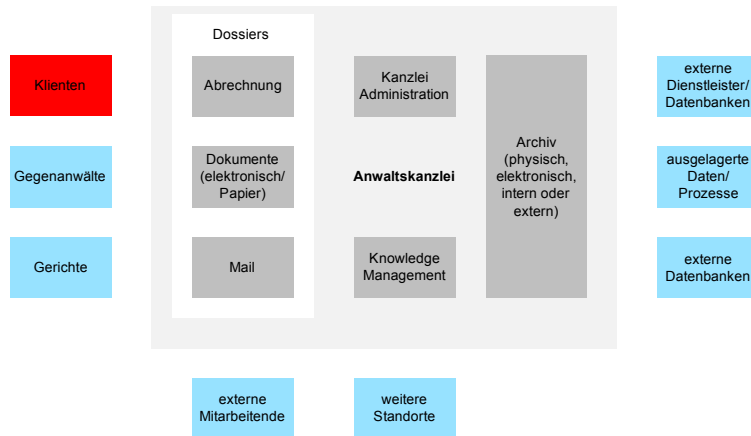 Dossiers
Klienten
Abrechnung
Kanzlei
Administration
externe
Dienstleister/
Datenbanken
Gegenanwälte
Dokumente
(elektronisch/
Papier)
Anwaltskanzlei
Archiv
(physisch,
elektronisch,
intern oder
extern)
ausgelagerte
Daten/
Prozesse
Gerichte
Mail
Knowledge
Management
externe
Datenbanken
externe
Mitarbeitende
weitere
Standorte